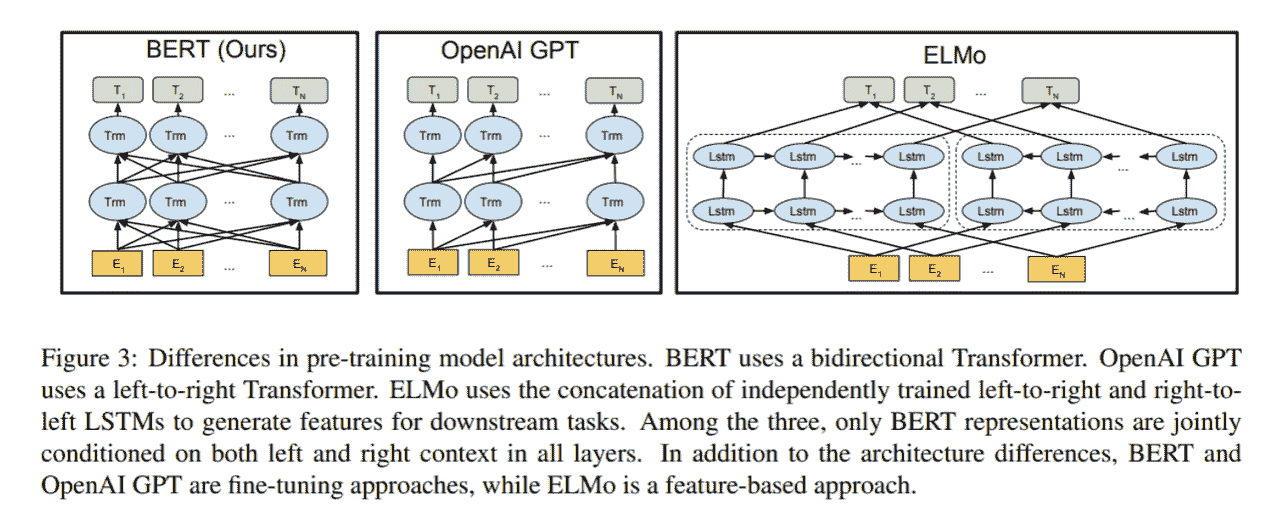 BERT (Ours)
T1 T2 ... TN
Trm Trm ... Trm
Trm Trm ... Trm
E1 E2 ... EN
OpenAI GPT
T1 T2 ... TN
Trm Trm ... Trm
Trm Trm ... Trm
E1 E2 ... EN
ELMo
T1 T2 ... TN
Lstm Lstm ... Lstm Lstm Lstm ... Lstm
Lstm Lstm ... Lstm Lstm Lstm ... Lstm
E1 E2 ... EN
Figure 3: Differences in pre-training model architectures. BERT uses a bidirectional Transformer. OpenAI GPT
uses a left-to-right Transformer. ELMo uses the concatenation of independently trained left-to-right and right-to-
left LSTMs to generate features for downstream tasks. Among the three, only BERT representations are jointly
conditioned on both left and right context in all layers. In addition to the architecture differences, BERT and
OpenAI GPT are fine-tuning approaches, while ELMo is a feature-based approach.